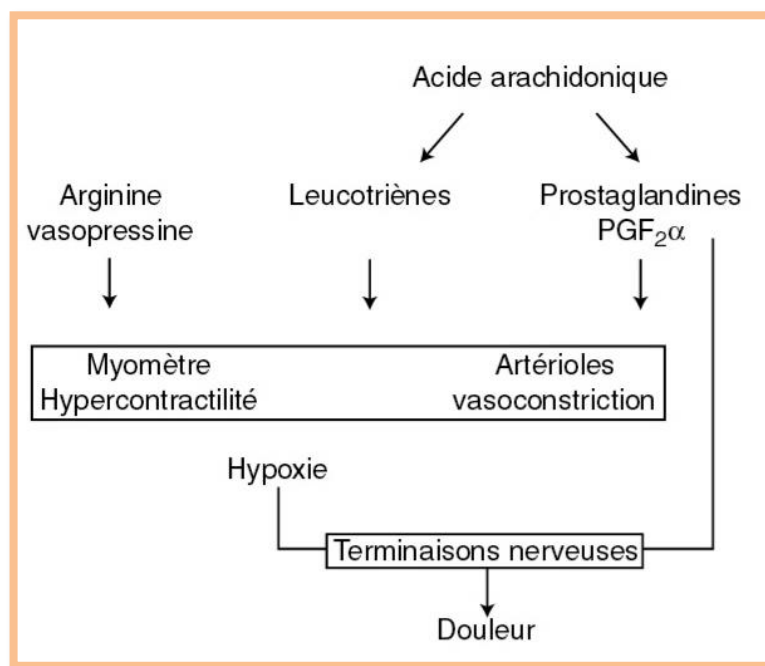 Acide arachidonique
Arginine
vasopressine
Leucotriènes
Prostaglandines
PGF₂α
Myomètre
Hypercontractilité
Artérioles
vasoconstriction
Hypoxie
Terminaisons nerveuses
Douleur